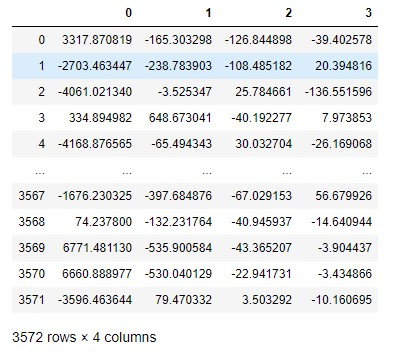 0 1 2 3
0 3317.870819 -165.303298 -126.844898 -39.402578
1 -2703.463447 -238.783903 -108.485182 20.394816
2 -4061.021340 -3.525347 25.784661 -136.551596
3 334.894982 648.673041 -40.192277 7.973853
4 -4168.876565 -65.494343 30.032704 -26.169068
... ... ... ... ...
3567 -1676.230325 -397.684876 -67.029153 56.679926
3568 74.237800 -132.231764 -40.945937 -14.640944
3569 6771.481130 -535.900584 -43.365207 -3.904437
3570 6660.888977 -530.040129 -22.941731 -3.434866
3571 -3596.463644 79.470332 3.503292 -10.160695
3572 rows × 4 columns